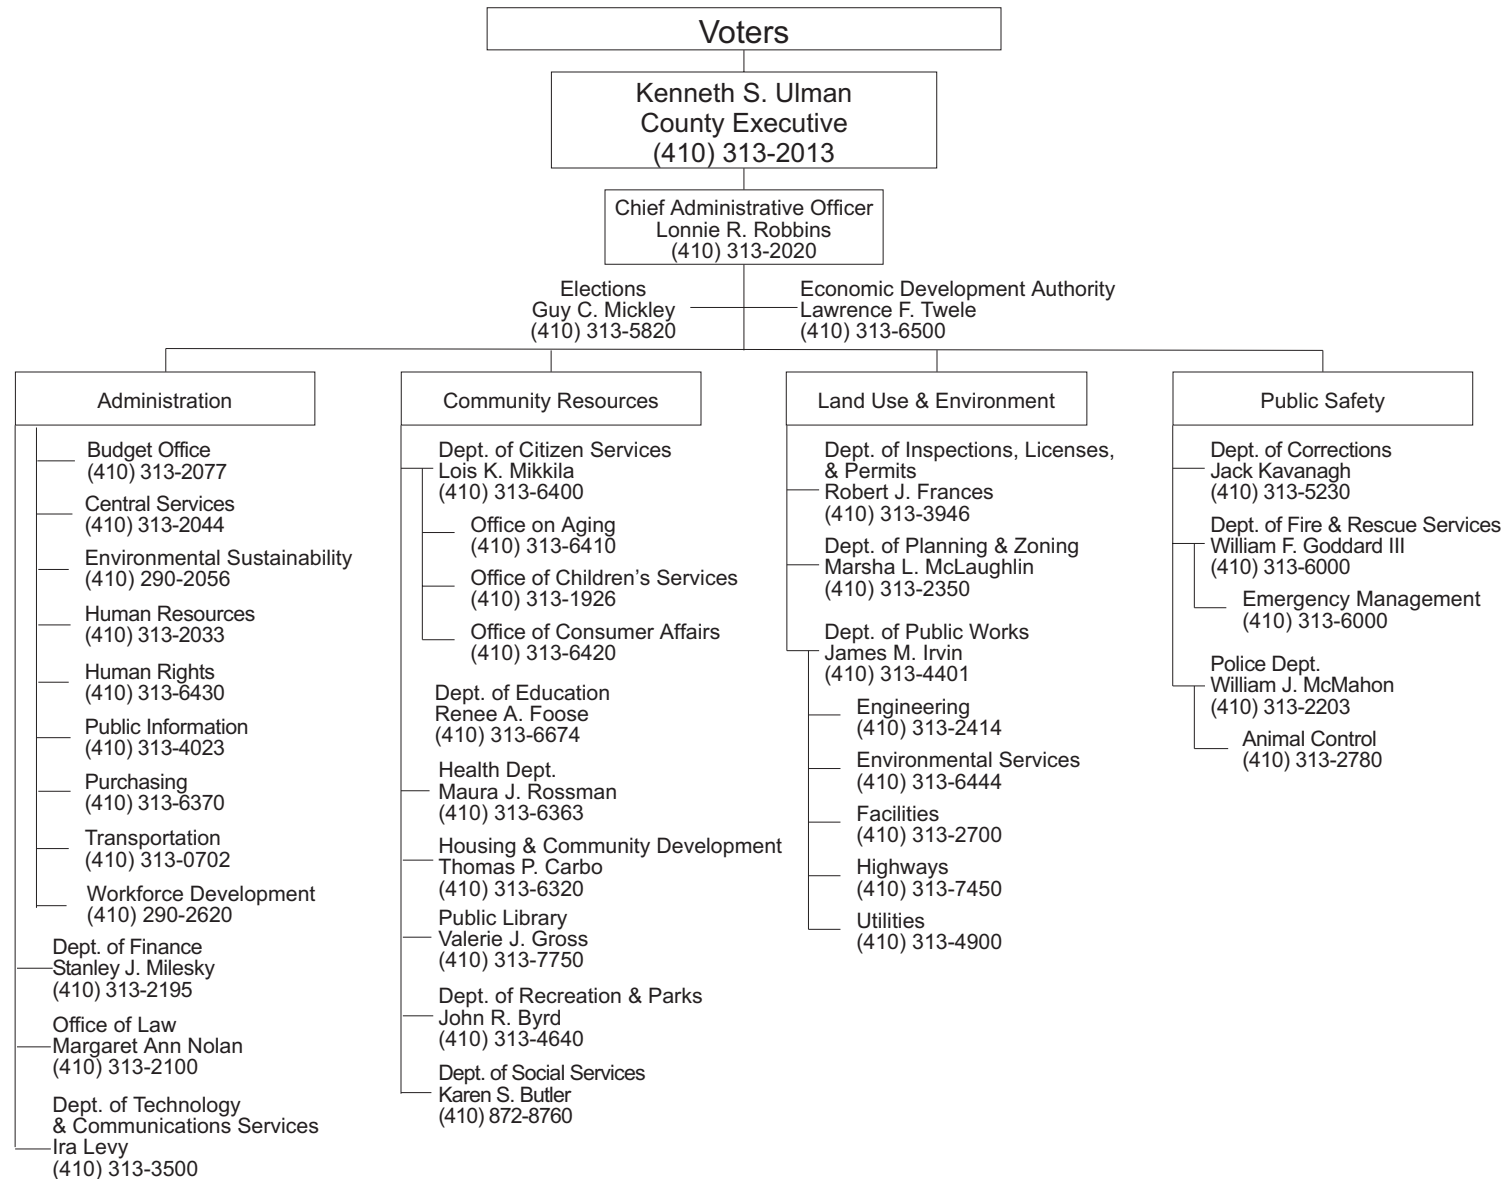 Voters
Kenneth S. Ulman
County Executive
(410) 313-2013
Chief Administrative Officer
Lonnie R. Robbins
(410) 313-2020
Elections
Guy C. Mickley
(410) 313-5820
Economic Development Authority
Lawrence F. Twele
(410) 313-6500
Administration
Budget Office
(410) 313-2077
Central Services
(410) 313-2044
Environmental Sustainability
(410) 290-2056
Human Resources
(410) 313-2033
Human Rights
(410) 313-6430
Public Information
(410) 313-4023
Purchasing
(410) 313-6370
Transportation
(410) 313-0702
Workforce Development
(410) 290-2620
Dept. of Finance
Stanley J. Milesky
(410) 313-2195
Office of Law
Margaret Ann Nolan
(410) 313-2100
Dept. of Technology
& Communications Services
Ira Levy
(410) 313-3500
Community Resources
Dept. of Citizen Services
Lois K. Mikkila
(410) 313-6400
Office on Aging
(410) 313-6410
Office of Children's Services
(410) 313-1926
Office of Consumer Affairs
(410) 313-6420
Dept. of Education
Renee A. Foose
(410) 313-6674
Health Dept.
Maura J. Rossman
(410) 313-6363
Housing & Community Development
Thomas P. Carbo
(410) 313-6320
Public Library
Valerie J. Gross
(410) 313-7750
Dept. of Recreation & Parks
John R. Byrd
(410) 313-4640
Dept. of Social Services
Karen S. Butler
(410) 872-8760
Land Use & Environment
Dept. of Inspections, Licenses,
& Permits
Robert J. Frances
(410) 313-3946
Dept. of Planning & Zoning
Marsha L. McLaughlin
(410) 313-2350
Dept. of Public Works
James M. Irvin
(410) 313-4401
Engineering
(410) 313-2414
Environmental Services
(410) 313-6444
Facilities
(410) 313-2700
Highways
(410) 313-7450
Utilities
(410) 313-4900
Public Safety
Dept. of Corrections
Jack Kavanagh
(410) 313-5230
Dept. of Fire & Rescue Services
William F. Goddard III
(410) 313-6000
Emergency Management
(410) 313-6000
Police Dept.
William J. McMahon
(410) 313-2203
Animal Control
(410) 313-2780